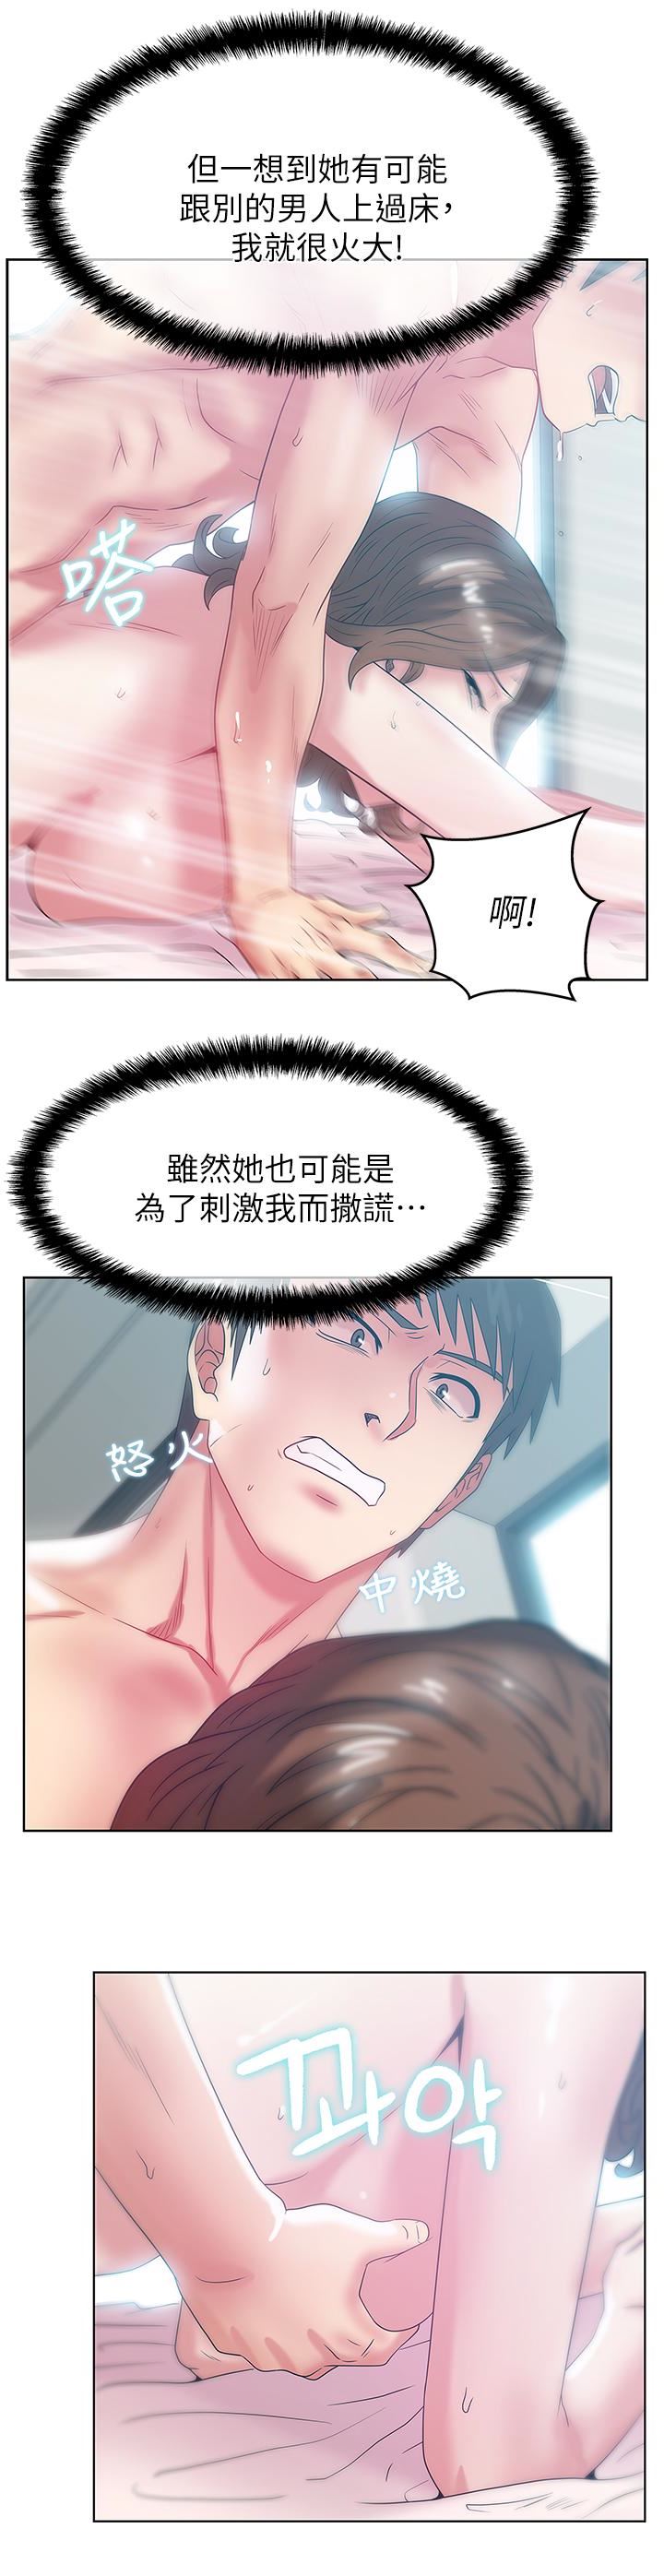 但一想到她有可能
跟別的男人上過床，
我就很火大!
嗒
啊!
雖然她也可能是
為了刺激我而撒謊…
怒火
中燒
꽈악